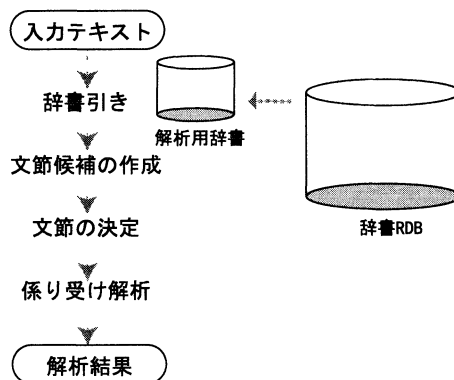 入力テキスト
辞書引き
解析用辞書
文節候補の作成
文節の決定
辞書RDB
係り受け解析
解析結果